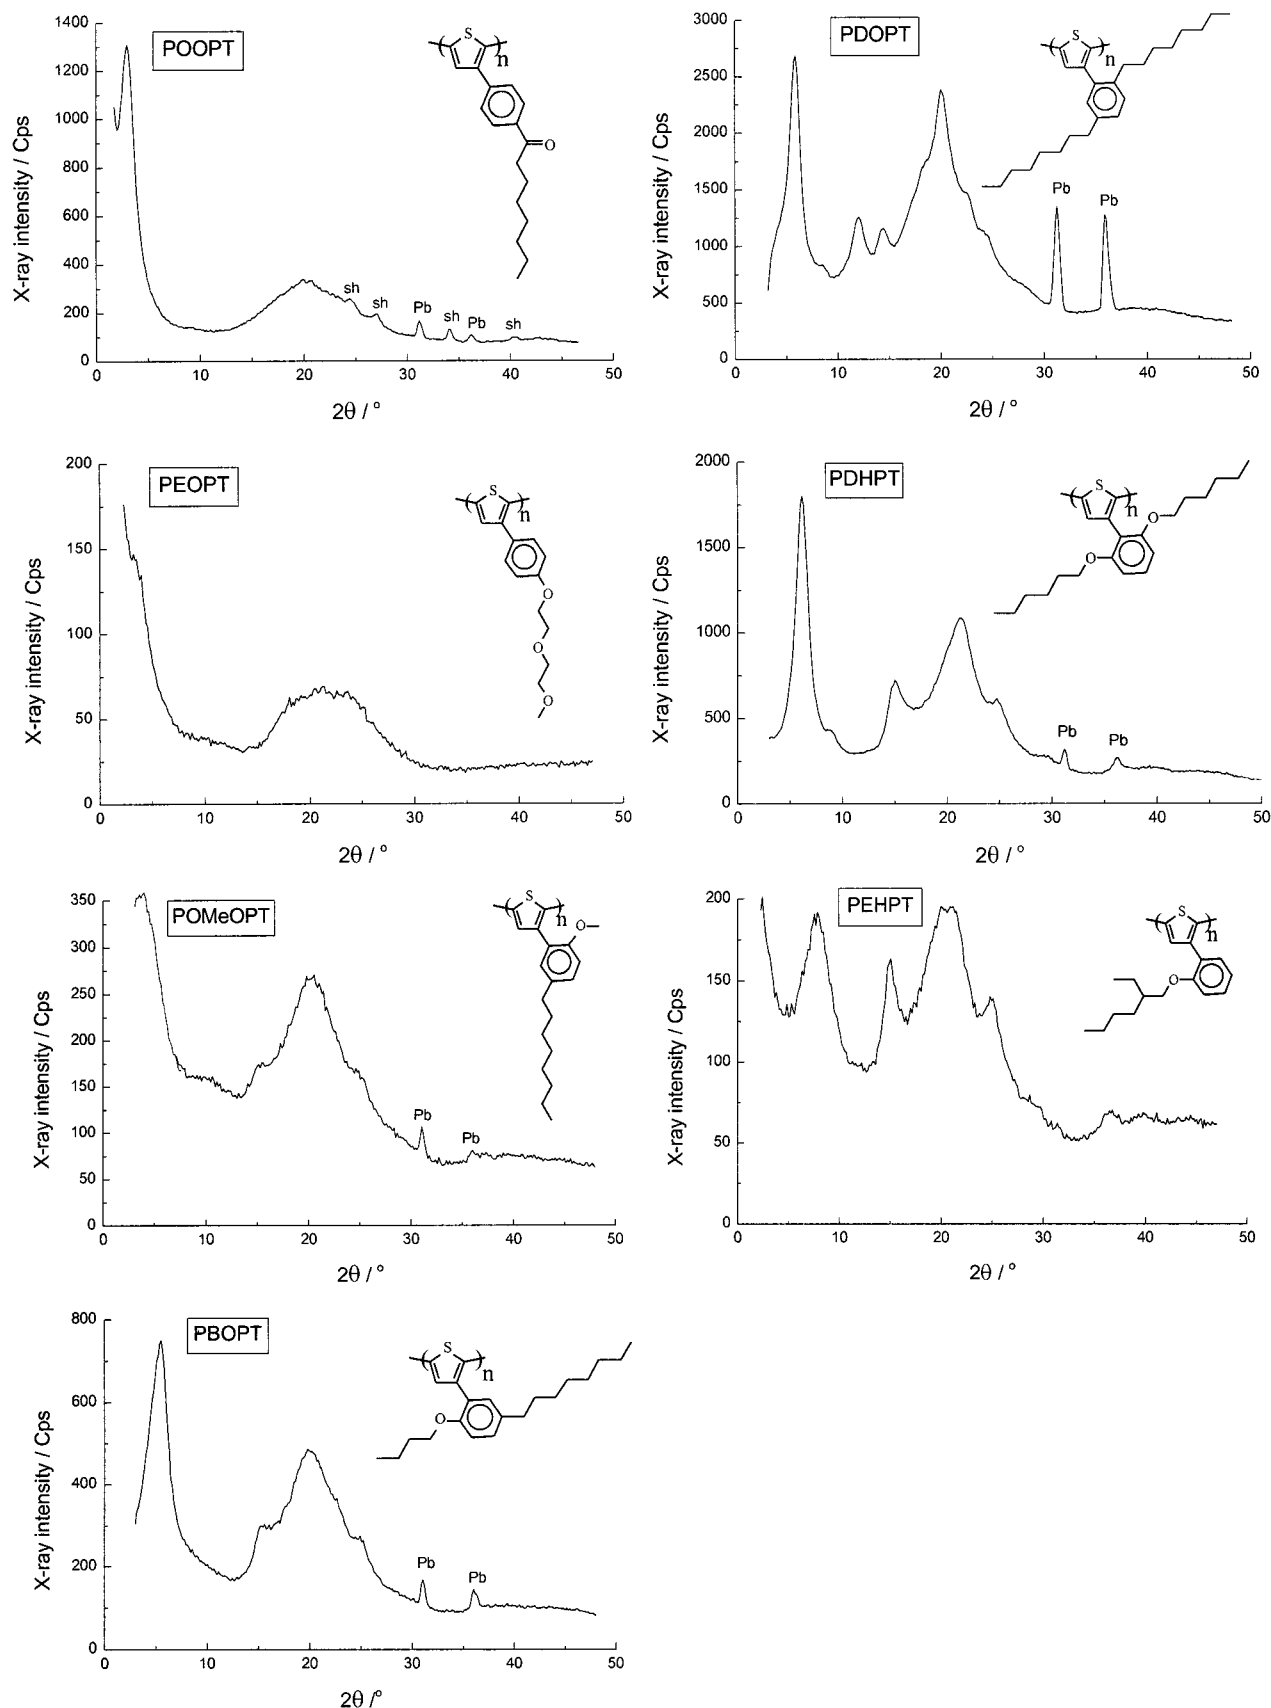 1400
1200
1000
800
600
400
200
0
X-ray intensity / Cps
POOPT
S
n
O
sh
sh
Pb
sh
Pb
sh
0 10 20 30 40 50
2θ / °
3000
2500
2000
1500
1000
500
0
X-ray intensity / Cps
PDOPT
S
n
Pb
Pb
0 10 20 30 40 50
2θ / °
200
150
100
50
0
X-ray intensity / Cps
PEOPT
S
n
O
O
O
0 10 20 30 40 50
2θ / °
2000
1500
1000
500
0
X-ray intensity / Cps
PDHPT
S
n
O
O
Pb
Pb
0 10 20 30 40 50
2θ / °
350
300
250
200
150
100
50
0
X-ray intensity / Cps
POMeOPT
S
n
O
Pb
Pb
0 10 20 30 40 50
2θ / °
200
150
100
50
0
X-ray intensity / Cps
PEHPT
S
n
O
0 10 20 30 40 50
2θ / °
800
600
400
200
0
X-ray intensity / Cps
PBOPT
S
n
O
Pb
Pb
0 10 20 30 40 50
2θ /°